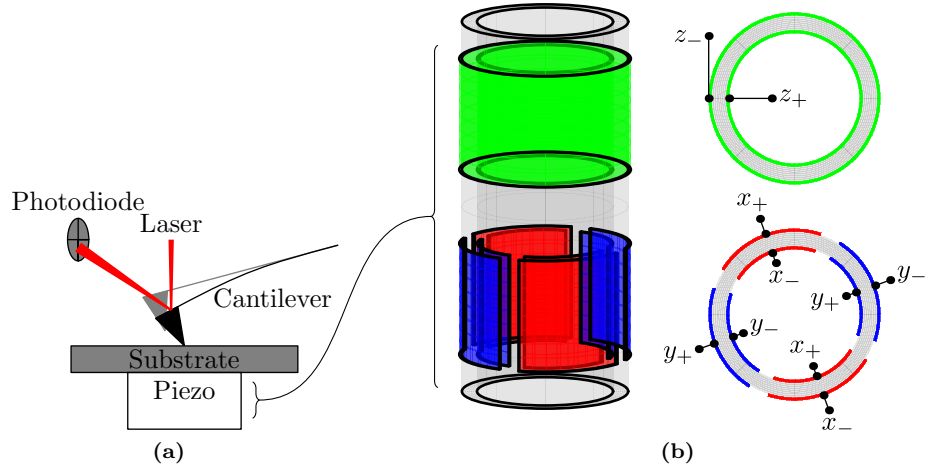 Photodiode
Laser
Cantilever
Substrate
Piezo
(a)
z₋
z₊
x₊
x₋
y₋
y₊
y₋
y₊
x₊
x₋
(b)